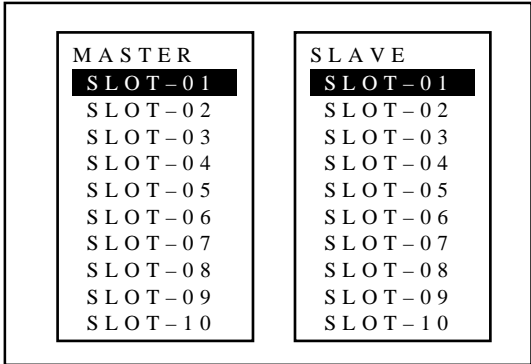 MASTER
SLOT–01
SLOT–02
SLOT–03
SLOT–04
SLOT–05
SLOT–06
SLOT–07
SLOT–08
SLOT–09
SLOT–10
SLAVE
SLOT–01
SLOT–02
SLOT–03
SLOT–04
SLOT–05
SLOT–06
SLOT–07
SLOT–08
SLOT–09
SLOT–10